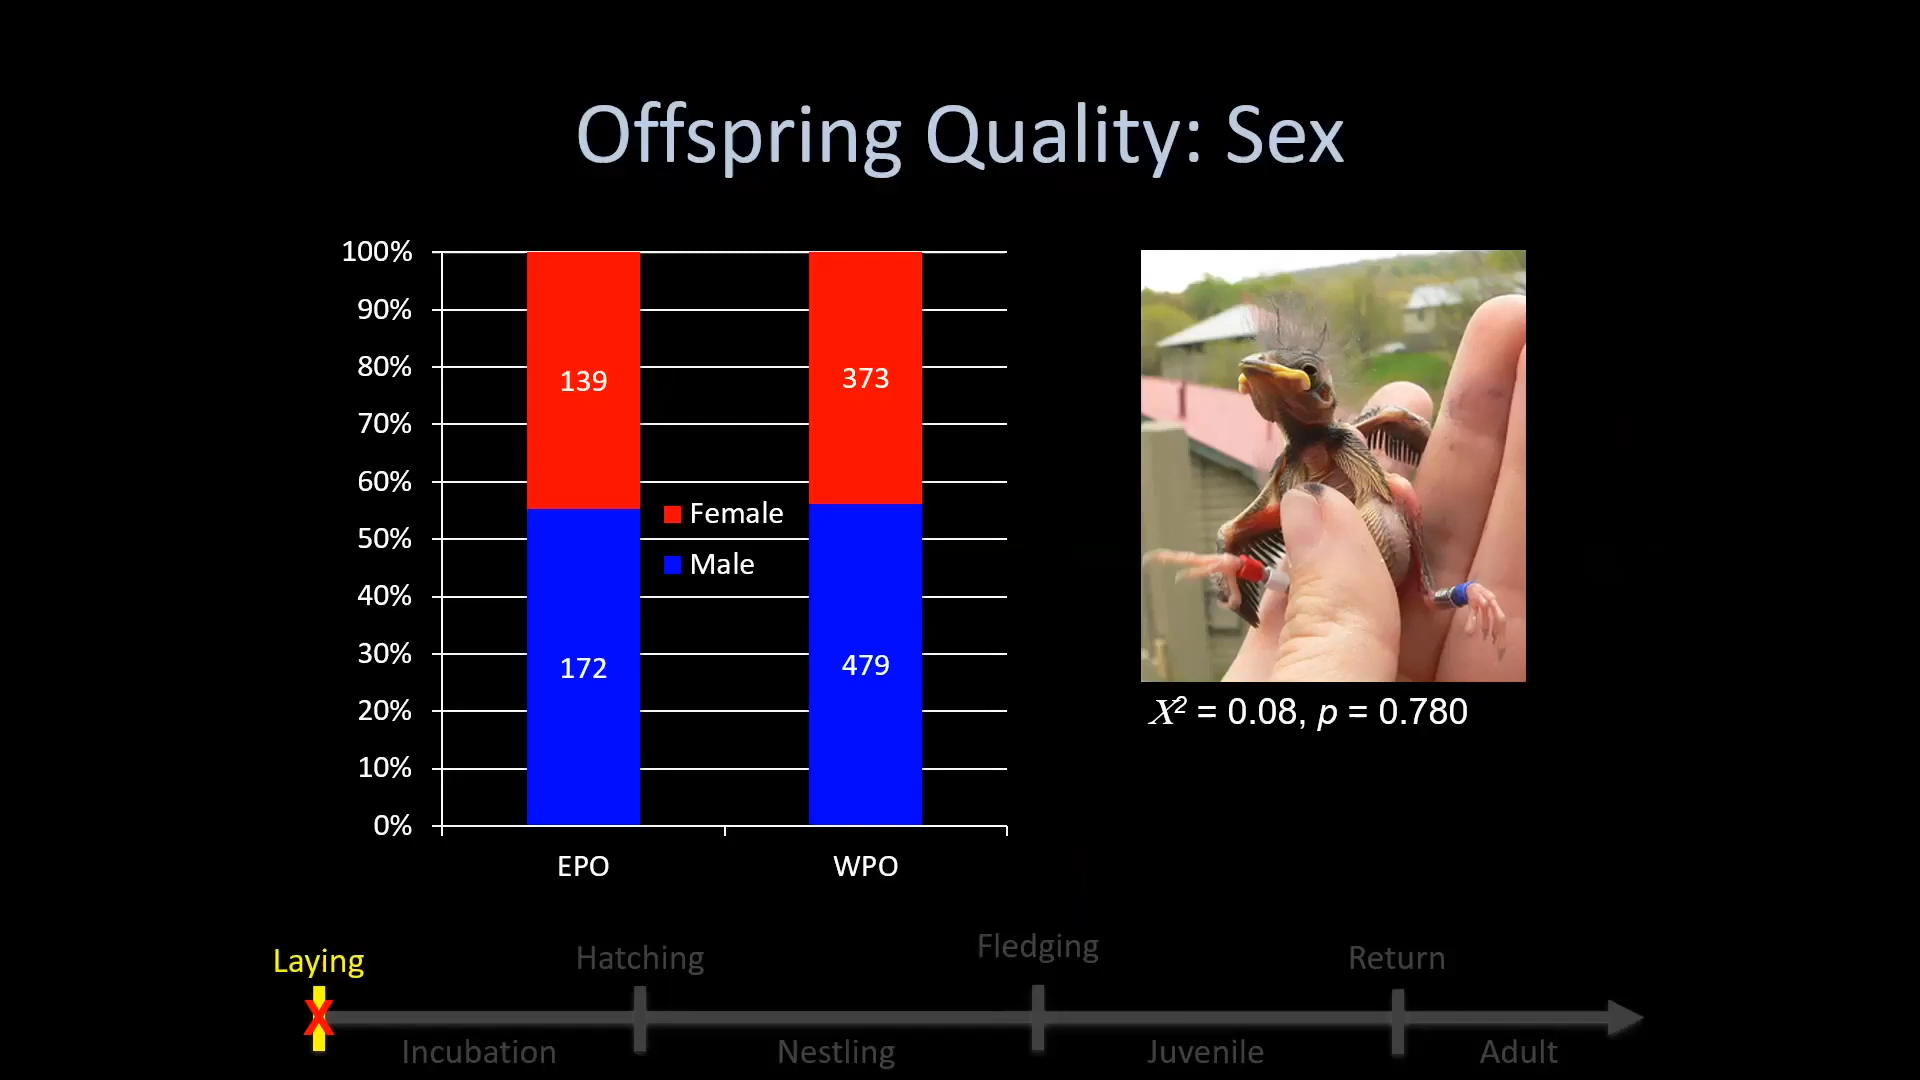 Offspring Quality: Sex
100%
90%
80%
70%
60%
50%
40%
30%
20%
10%
0%
139
373
Female
Male
172
479
EPO
WPO
X² = 0.08, p = 0.780
Laying
Hatching
Fledging
Return
X
Incubation
Nestling
Juvenile
Adult